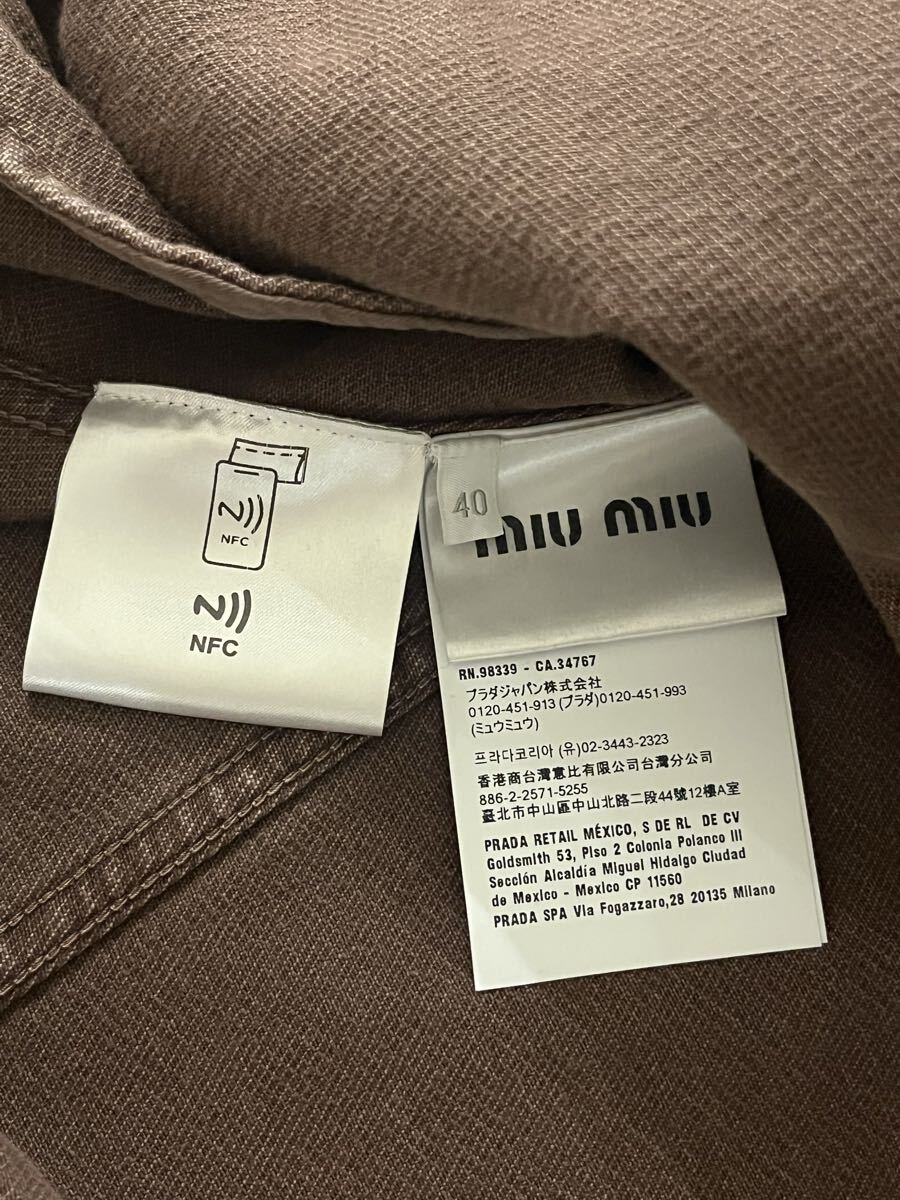 NFC
NFC
40
miu miu
RN.98339 - CA.34767
プラダジャパン株式会社
0120-451-913 (プラダ)0120-451-993
(ミュウミュウ)
프라다코리아 (유)02-3443-2323
香港商台灣意比有限公司台灣分公司
886-2-2571-5255
臺北市中山區中山北路二段44號12樓A室
PRADA RETAIL MÉXICO, S DE RL DE CV
Goldsmith 53, Piso 2 Colonia Polanco III
Sección Alcaldía Miguel Hidalgo Ciudad
de Mexico - Mexico CP 11560
PRADA SPA Via Fogazzaro,28 20135 Milano